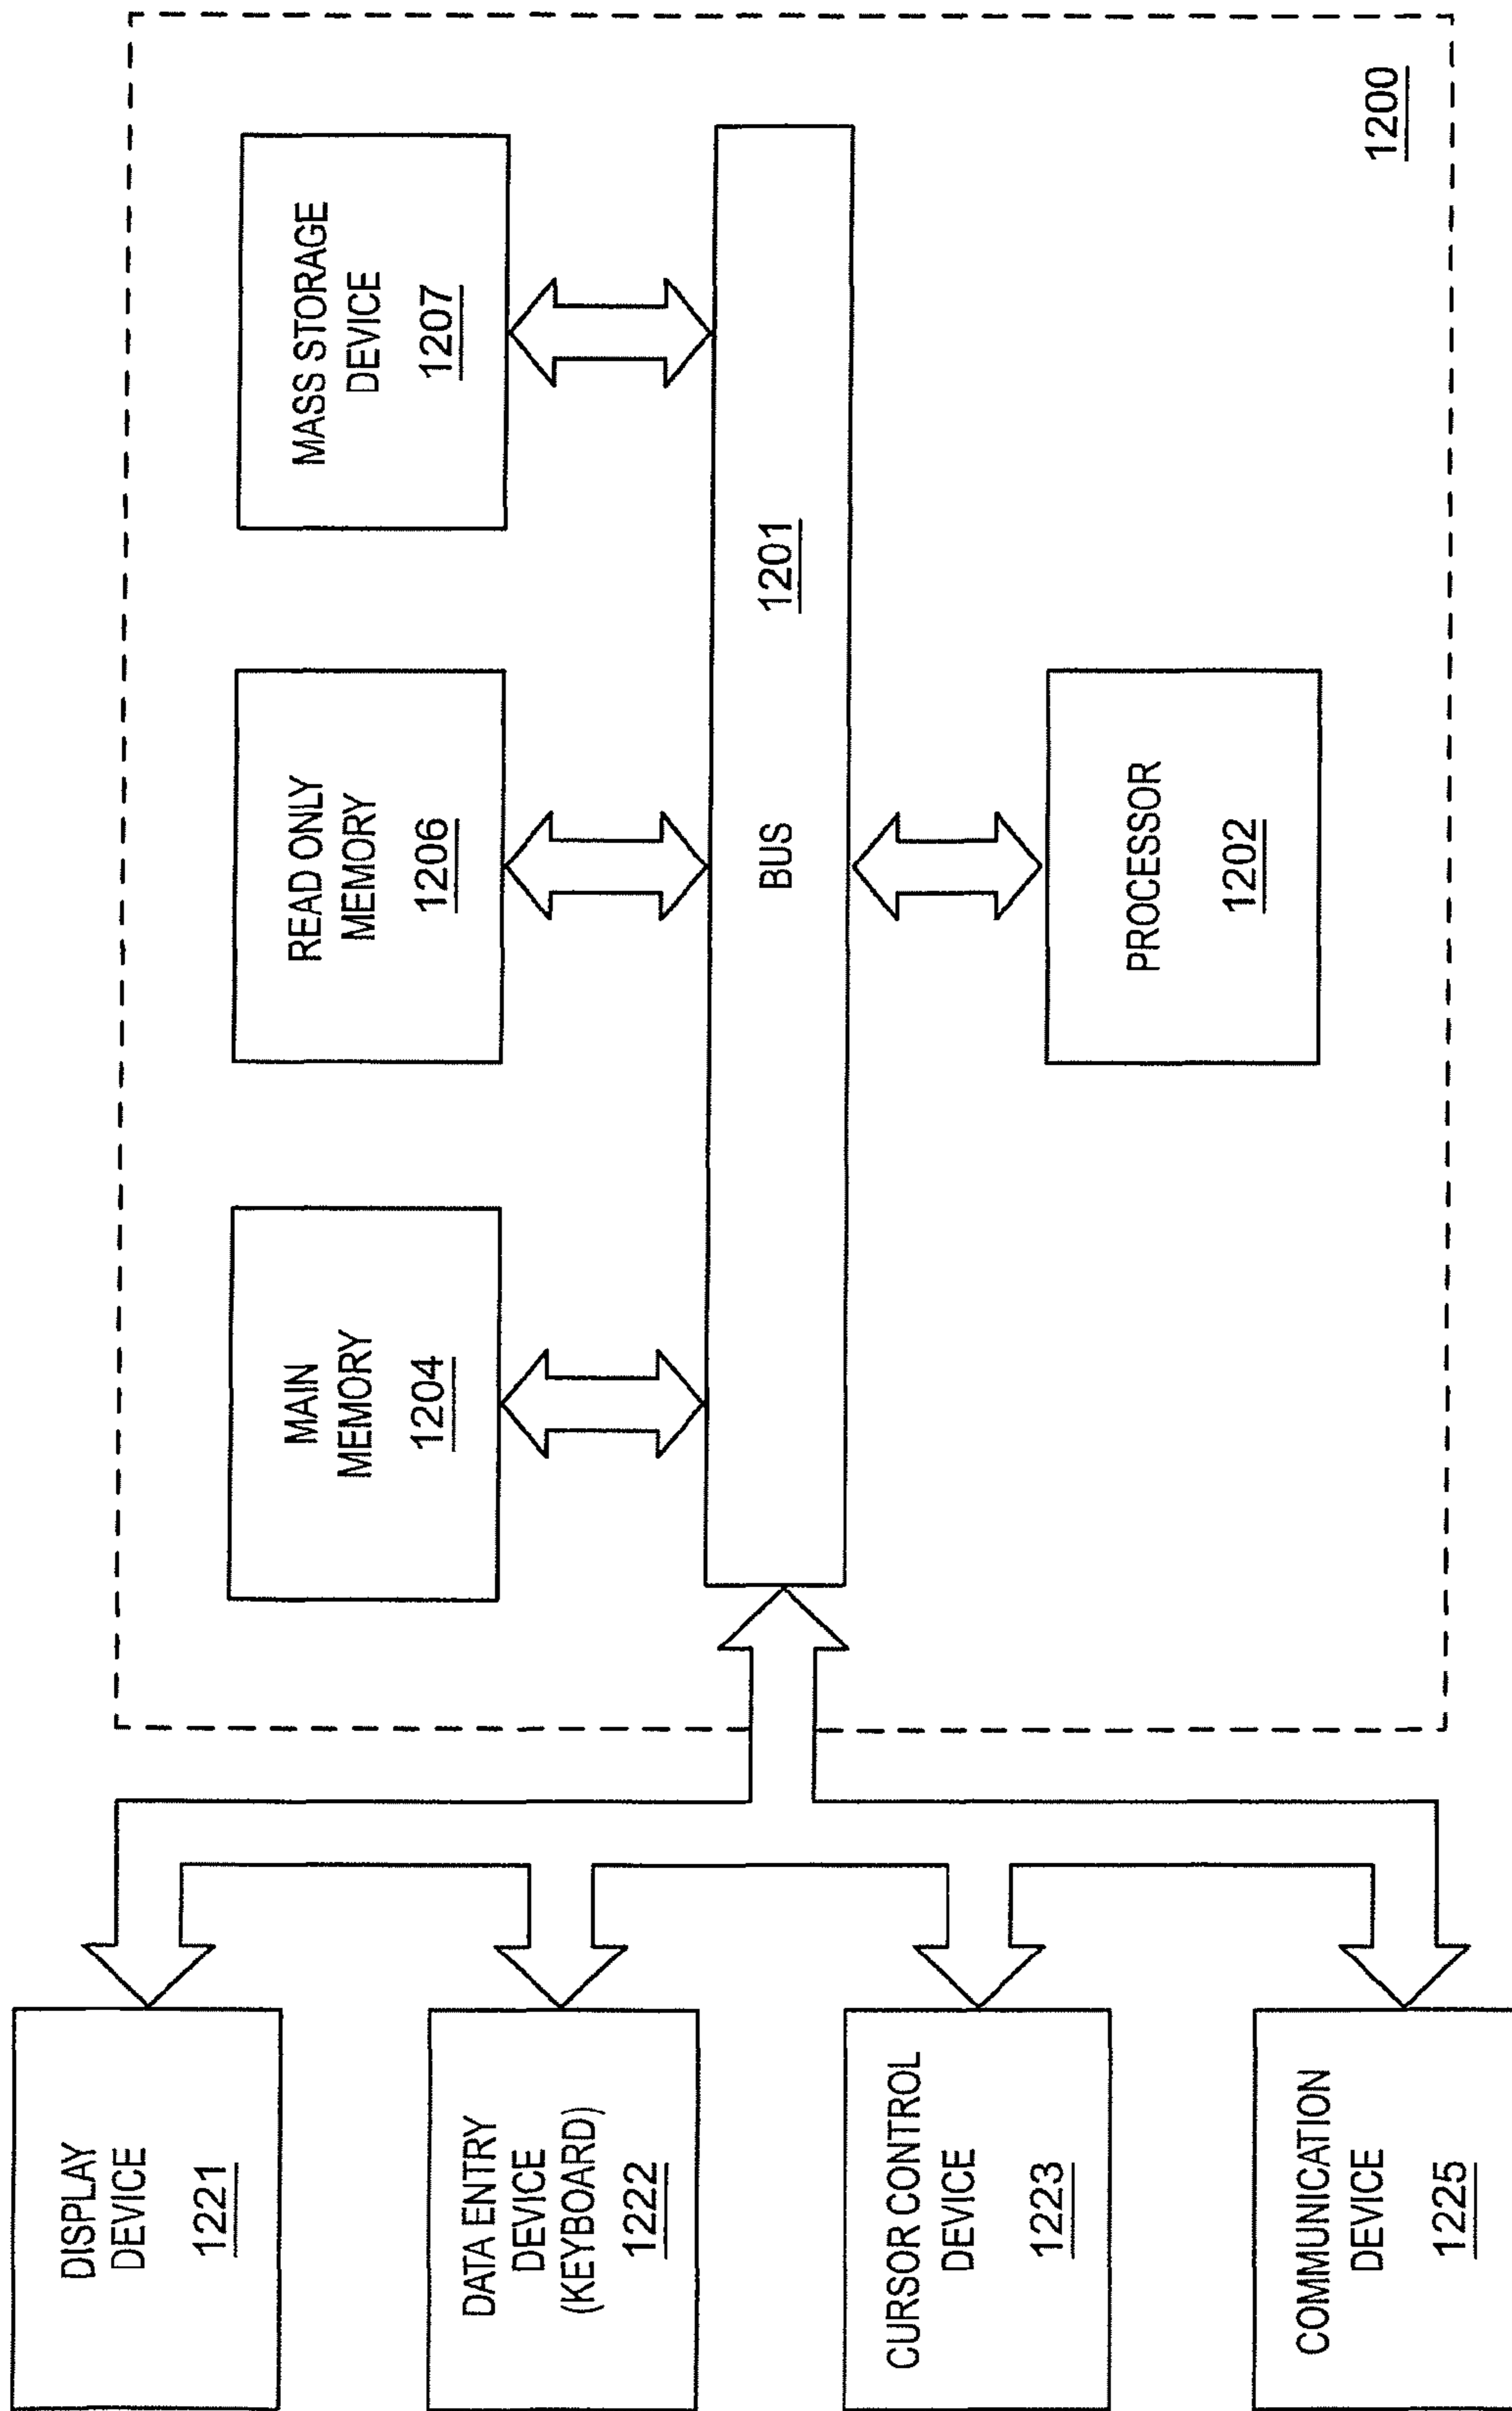 DISPLAY
DEVICE
1221
DATA ENTRY
DEVICE
(KEYBOARD)
1222
CURSOR CONTROL
DEVICE
1223
COMMUNICATION
DEVICE
1225
MAIN
MEMORY
1204
READ ONLY
MEMORY
1206
MASS STORAGE
DEVICE
1207
BUS
1201
PROCESSOR
1202
1200